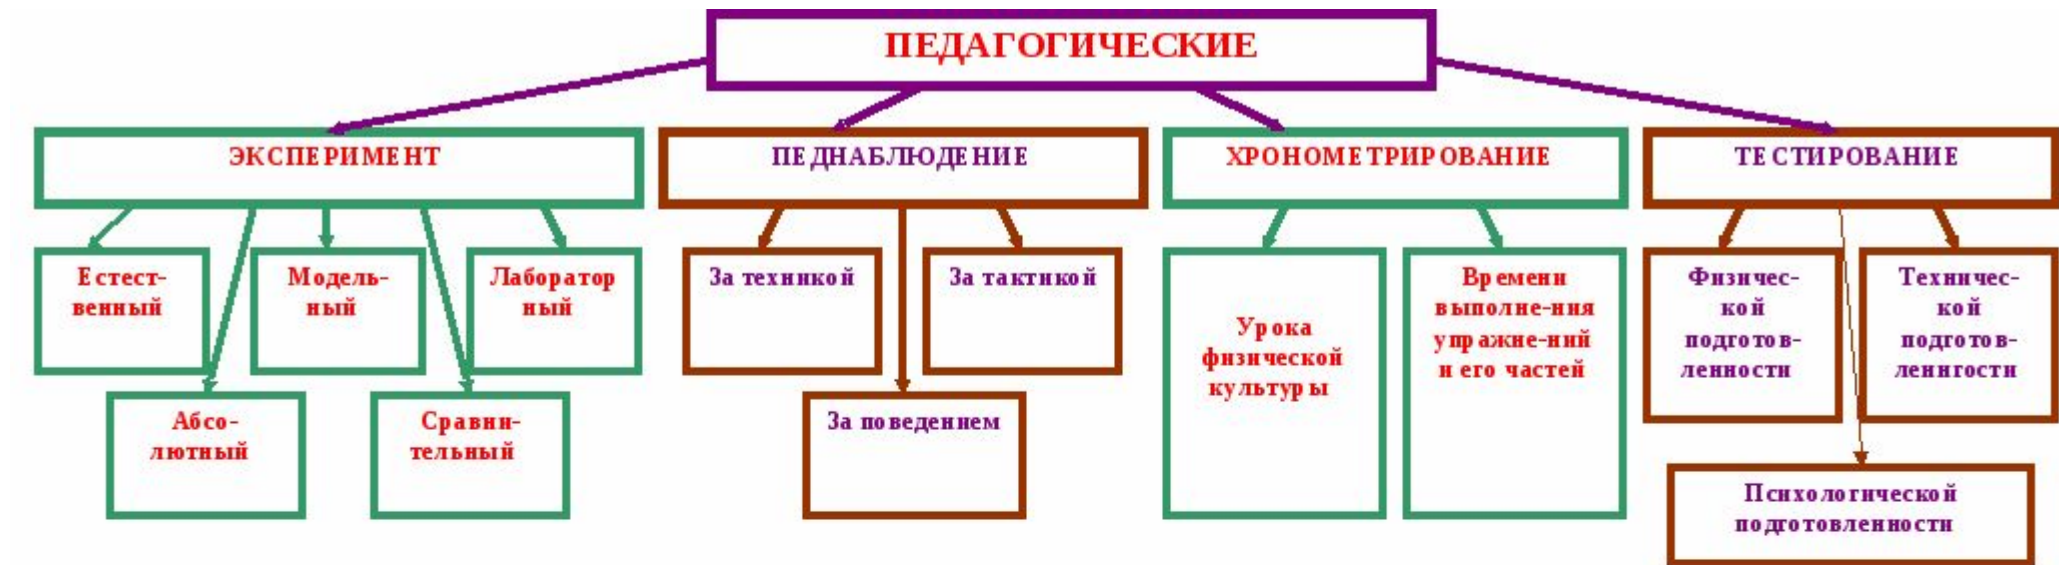 ПЕДАГОГИЧЕСКИЕ
ЭКСПЕРИМЕНТ
ПЕДНАБЛЮДЕНИЕ
ХРОНОМЕТРИРОВАНИЕ
ТЕСТИРОВАНИЕ
Естест-
венный
Модель-
ный
Лаборатор
ный
Абсо-
лютный
Сравни-
тельный
За техникой
За тактикой
За поведением
Урока
физической
культуры
Времени
выполне-ния
упражне-ний
и его частей
Физичес-
кой
подготов-
ленности
Техничес-
кой
подготов-
леннгости
Психологической
подготовленности